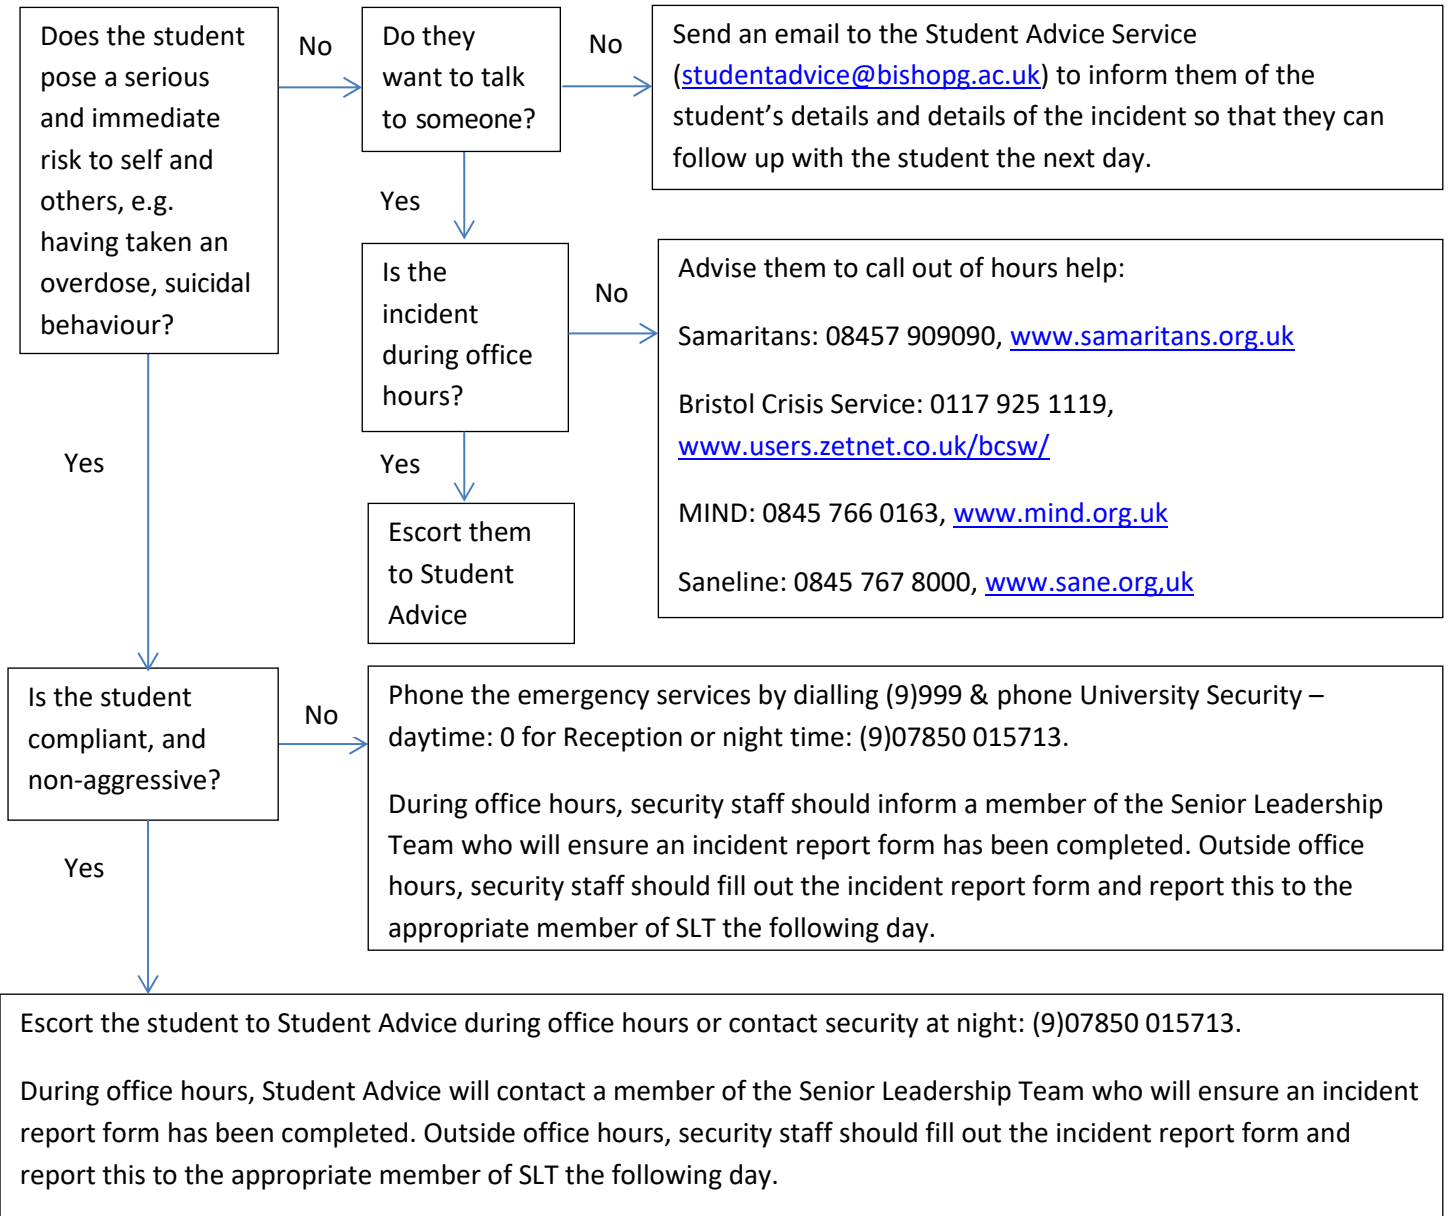 Does the student
pose a serious
and immediate
risk to self and
others, e.g.
having taken an
overdose, suicidal
behaviour?
No
Do they
want to talk
to someone?
No
Send an email to the Student Advice Service
(studentadvice@bishopg.ac.uk) to inform them of the
student’s details and details of the incident so that they can
follow up with the student the next day.
Yes
Is the
incident
during office
hours?
No
Advise them to call out of hours help:
Samaritans: 08457 909090, www.samaritans.org.uk
Bristol Crisis Service: 0117 925 1119,
www.users.zetnet.co.uk/bcsw/
MIND: 0845 766 0163, www.mind.org.uk
Saneline: 0845 767 8000, www.sane.org,uk
Yes
Escort them
to Student
Advice
Yes
Is the student
compliant, and
non-aggressive?
No
Phone the emergency services by dialling (9)999 & phone University Security –
daytime: 0 for Reception or night time: (9)07850 015713.
During office hours, security staff should inform a member of the Senior Leadership
Team who will ensure an incident report form has been completed. Outside office
hours, security staff should fill out the incident report form and report this to the
appropriate member of SLT the following day.
Yes
Escort the student to Student Advice during office hours or contact security at night: (9)07850 015713.
During office hours, Student Advice will contact a member of the Senior Leadership Team who will ensure an incident
report form has been completed. Outside office hours, security staff should fill out the incident report form and
report this to the appropriate member of SLT the following day.